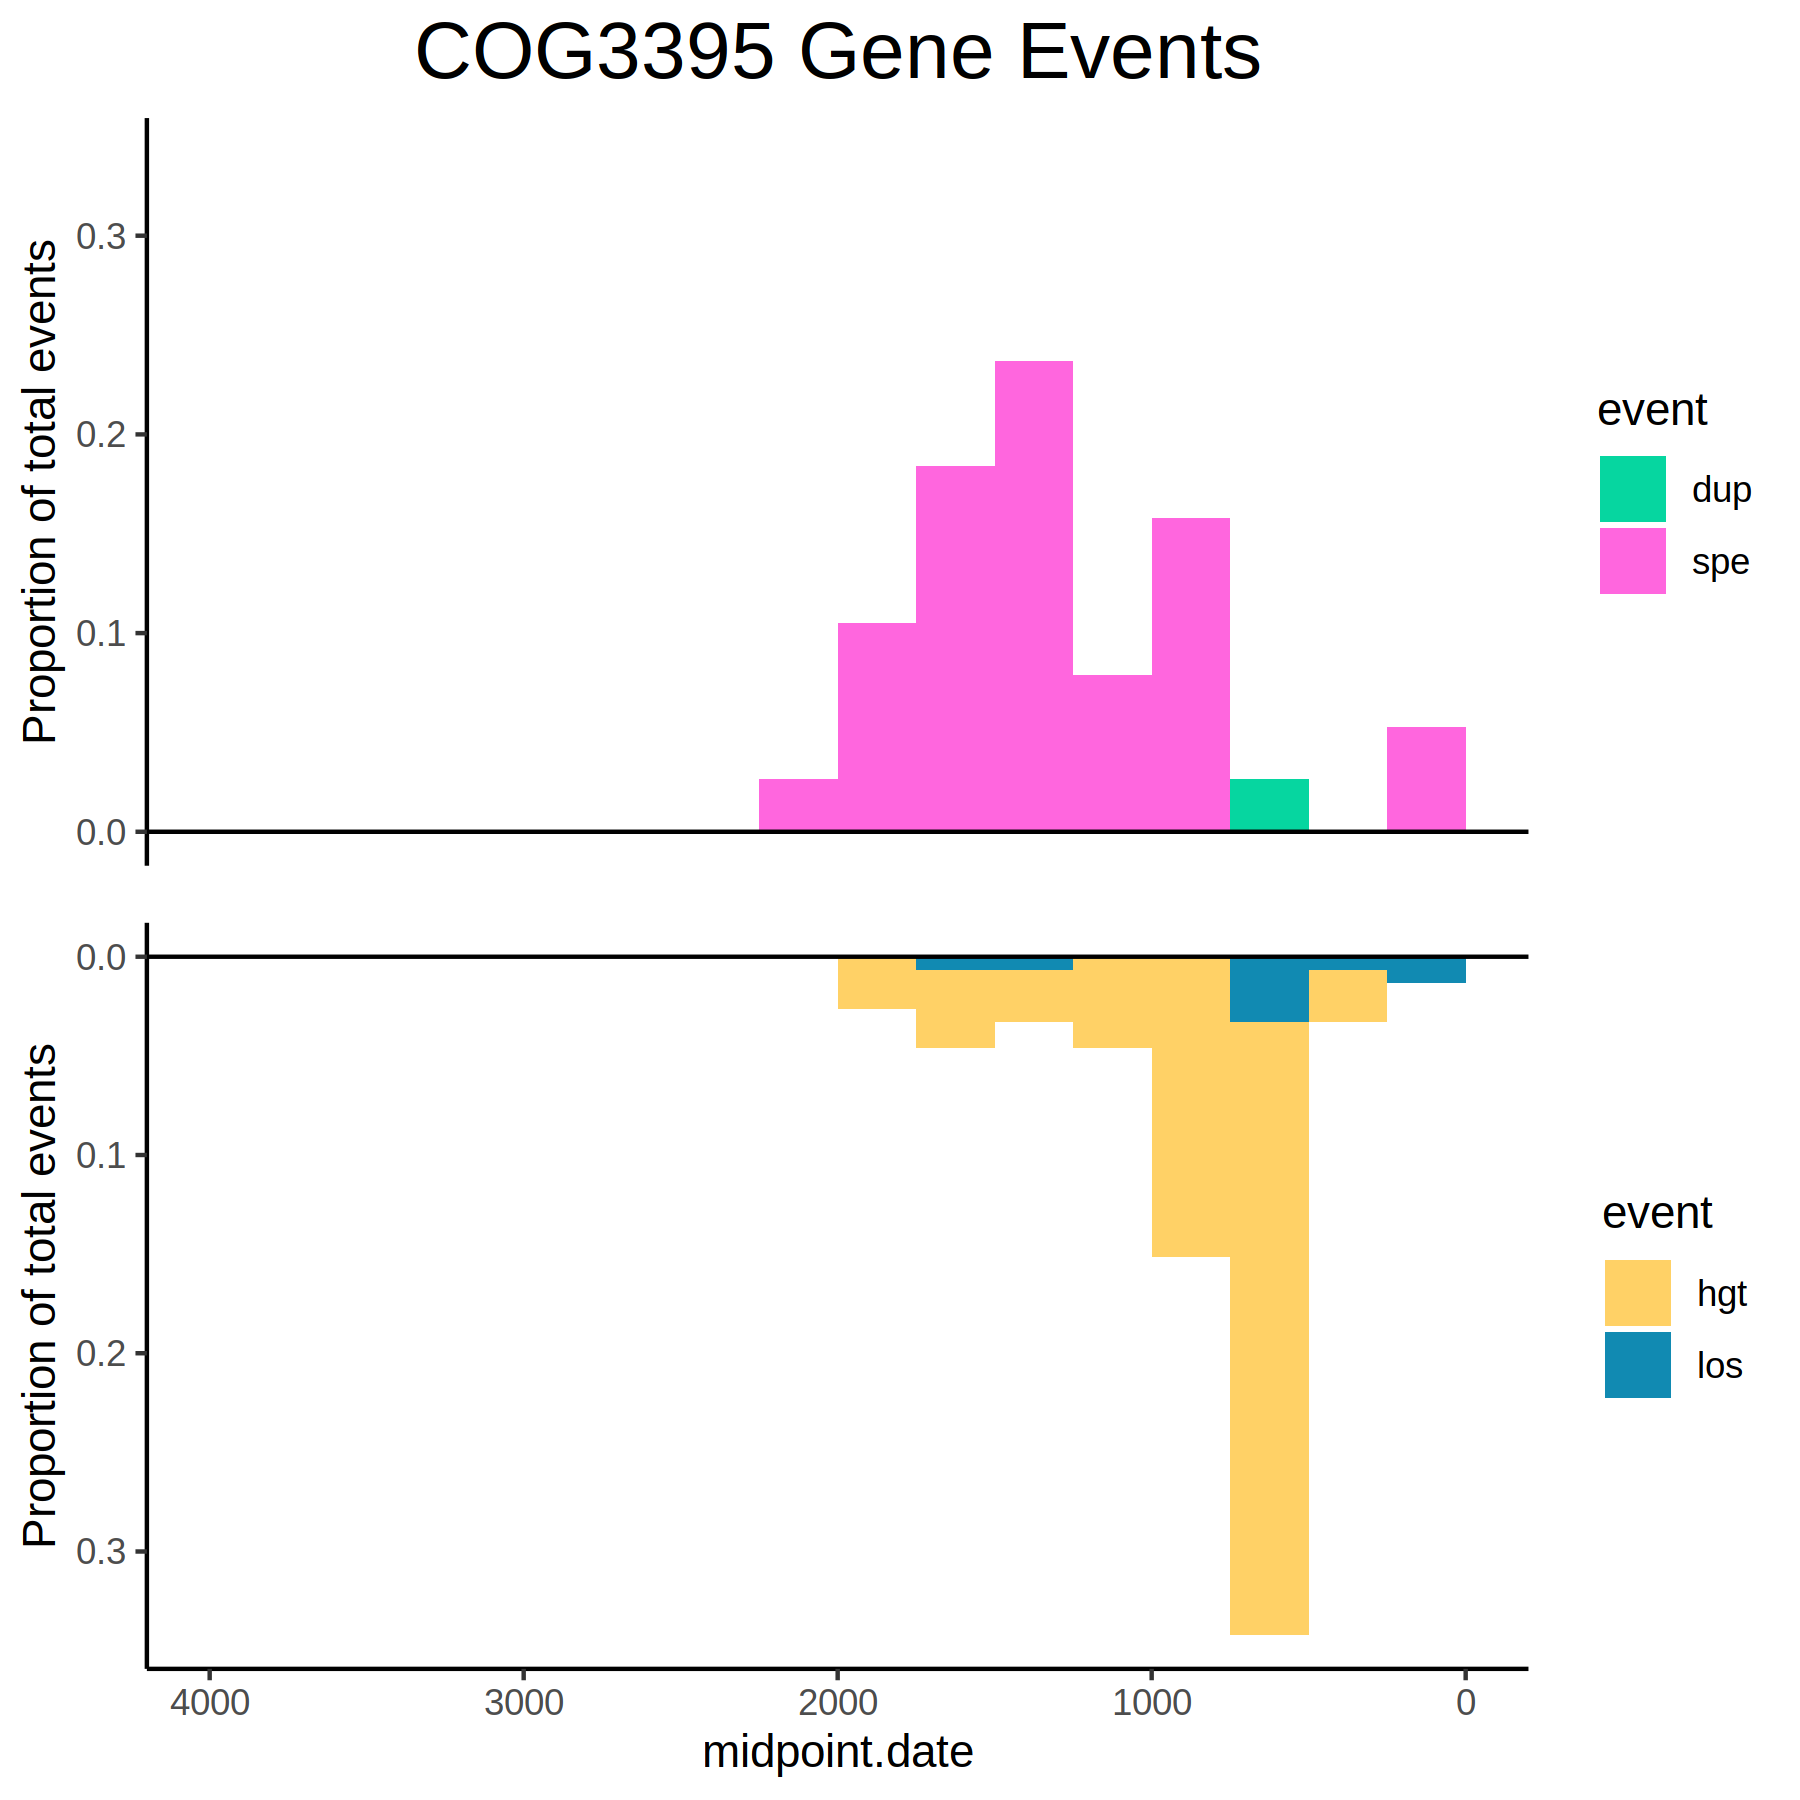 COG3395 Gene Events
Proportion of total events
0.3
0.2
0.1
0.0
event
dup
spe
Proportion of total events
0.0
0.1
0.2
0.3
event
hgt
los
4000 3000 2000 1000 0
midpoint.date